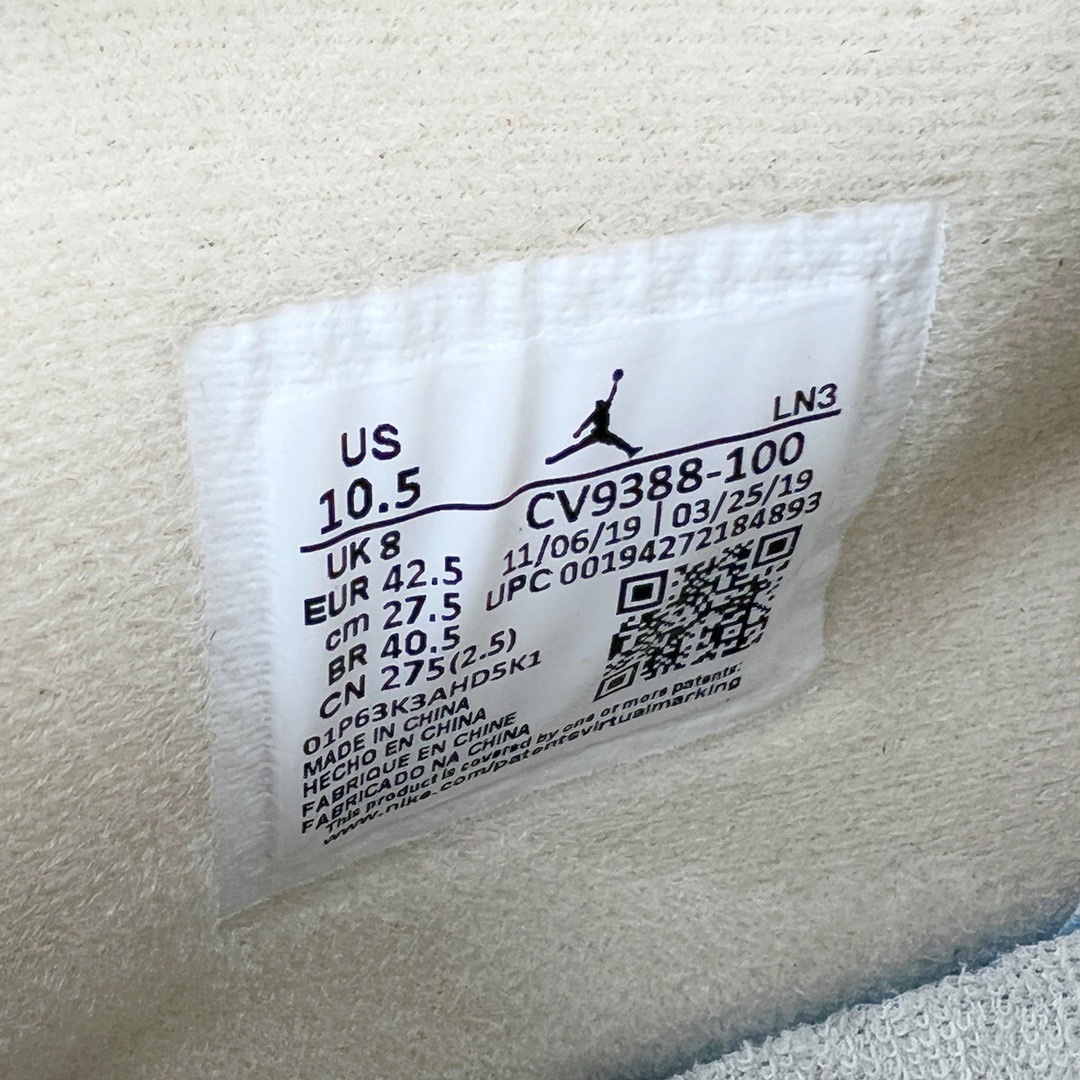 US
10.5
LN3
UK 8
EUR 42.5
cm 27.5
BR 40.5
CN 275(2.5)
CV9388-100
11/06/19 | 03/25/19
UPC 00194272184893
01P63K3AHD5K1
MADE IN CHINA
HECHO EN CHINA
FABRIQUE EN CHINE
FABRICADO NA CHINA
This product is covered by one or more patents:
www.nike.com/patentsvirtualmarking